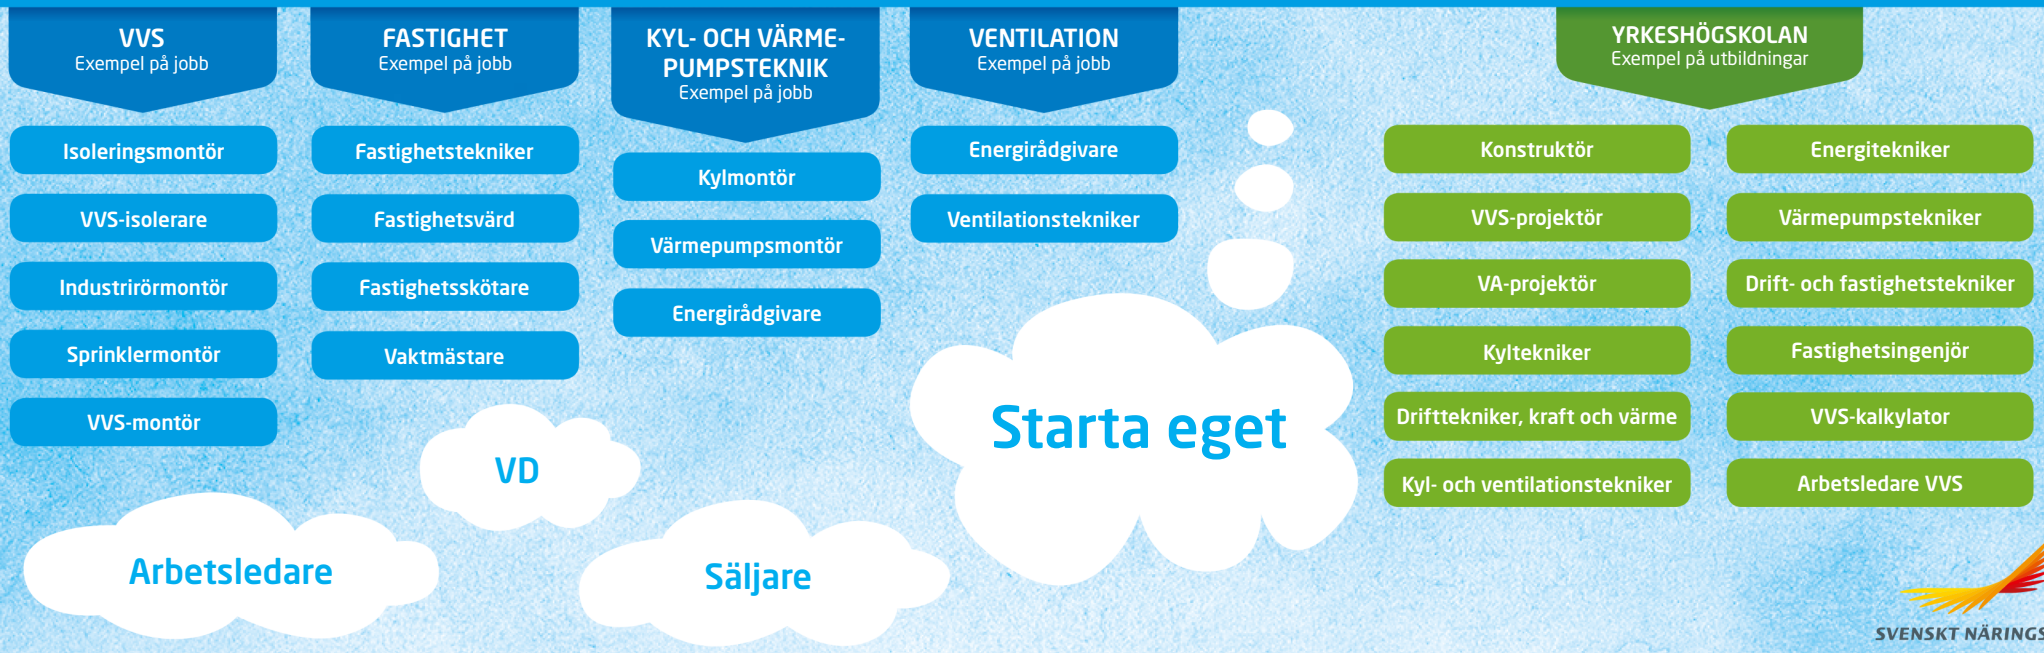 VVS
Exempel på jobb
Isoleringsmontör
VVS-isolerare
Industrirörmontör
Sprinklermontör
VVS-montör
FASTIGHET
Exempel på jobb
Fastighetstekniker
Fastighetsvärd
Fastighetsskötare
Vaktmästare
KYL- OCH VÄRME-
PUMPSTEKNIK
Exempel på jobb
Kylmontör
Värmepumpsmontör
Energirådgivare
VENTILATION
Exempel på jobb
Energirådgivare
Ventilationstekniker
Arbetsledare
VD
Säljare
Starta eget
YRKESHÖGSKOLAN
Exempel på utbildningar
Konstruktör
VVS-projektör
VA-projektör
Kyltekniker
Drifttekniker, kraft och värme
Kyl- och ventilationstekniker
Energitekniker
Värmepumpstekniker
Drift- och fastighetstekniker
Fastighetsingenjör
VVS-kalkylator
Arbetsledare VVS
SVENSKT NÄRINGS